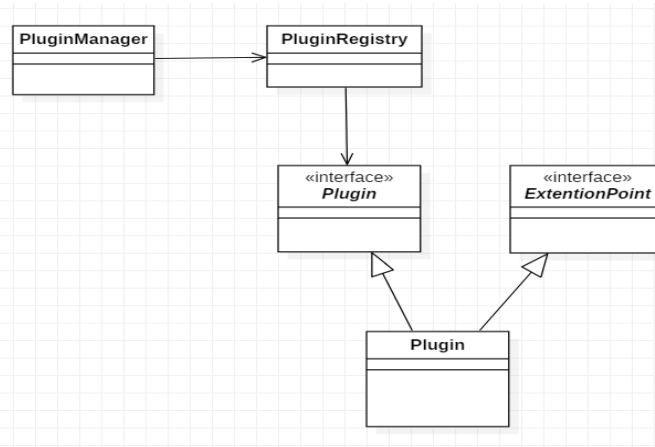 PluginManager
PluginRegistry
«interface»
Plugin
«interface»
ExtentionPoint
Plugin